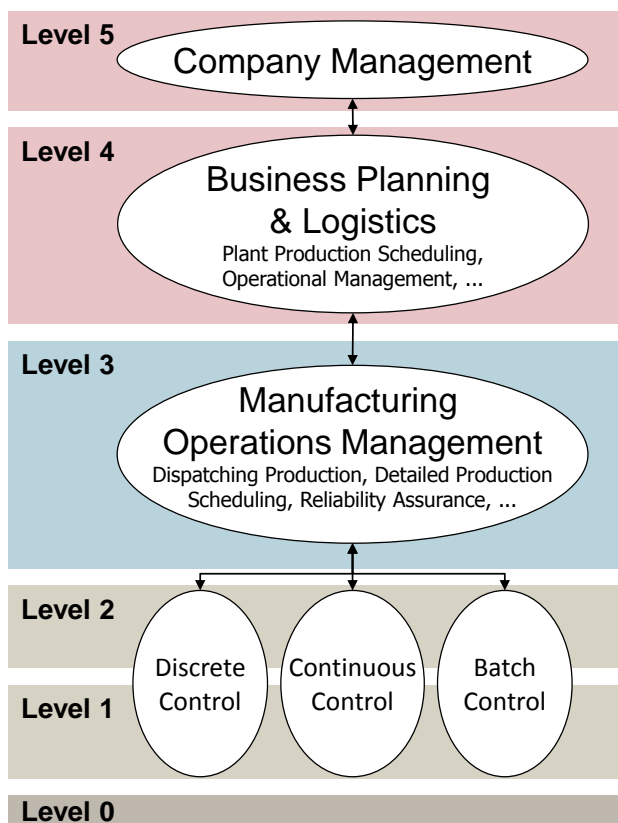 Level 5
Company Management
Level 4
Business Planning
& Logistics
Plant Production Scheduling,
Operational Management, ...
Level 3
Manufacturing
Operations Management
Dispatching Production, Detailed Production
Scheduling, Reliability Assurance, ...
Level 2
Discrete
Control
Continuous
Control
Batch
Control
Level 1
Level 0